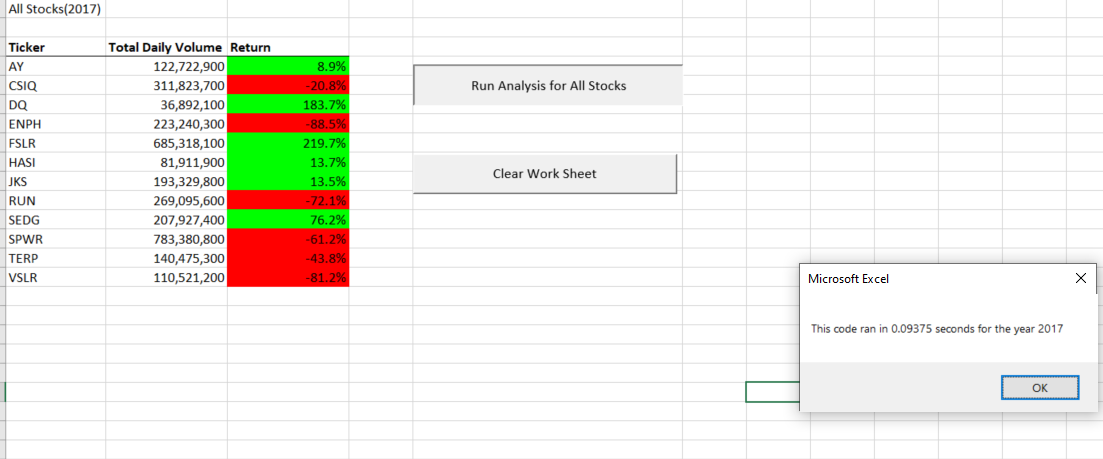 All Stocks(2017)
Ticker Total Daily Volume Return
AY 122,722,900 8.9%
CSIQ 311,823,700 -20.8%
DQ 36,892,100 183.7%
ENPH 223,240,300 -88.5%
FSLR 685,318,100 219.7%
HASI 81,911,900 13.7%
JKS 193,329,800 13.5%
RUN 269,095,600 -72.1%
SEDG 207,927,400 76.2%
SPWR 783,380,800 -61.2%
TERP 140,475,300 -43.8%
VSLR 110,521,200 -81.2%
Run Analysis for All Stocks
Clear Work Sheet
Microsoft Excel
This code ran in 0.09375 seconds for the year 2017
OK